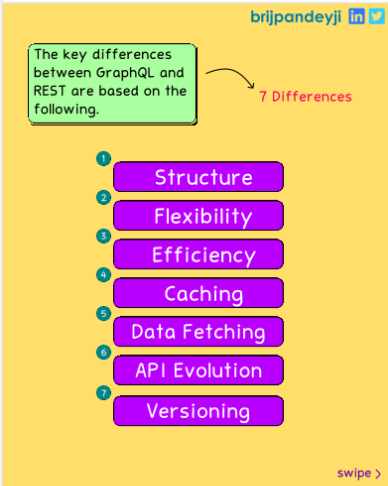 brijpandeyji in
The key differences
between GraphQL and
REST are based on the
following.
7 Differences
1
Structure
2
Flexibility
3
Efficiency
4
Caching
5
Data Fetching
6
API Evolution
7
Versioning
swipe >